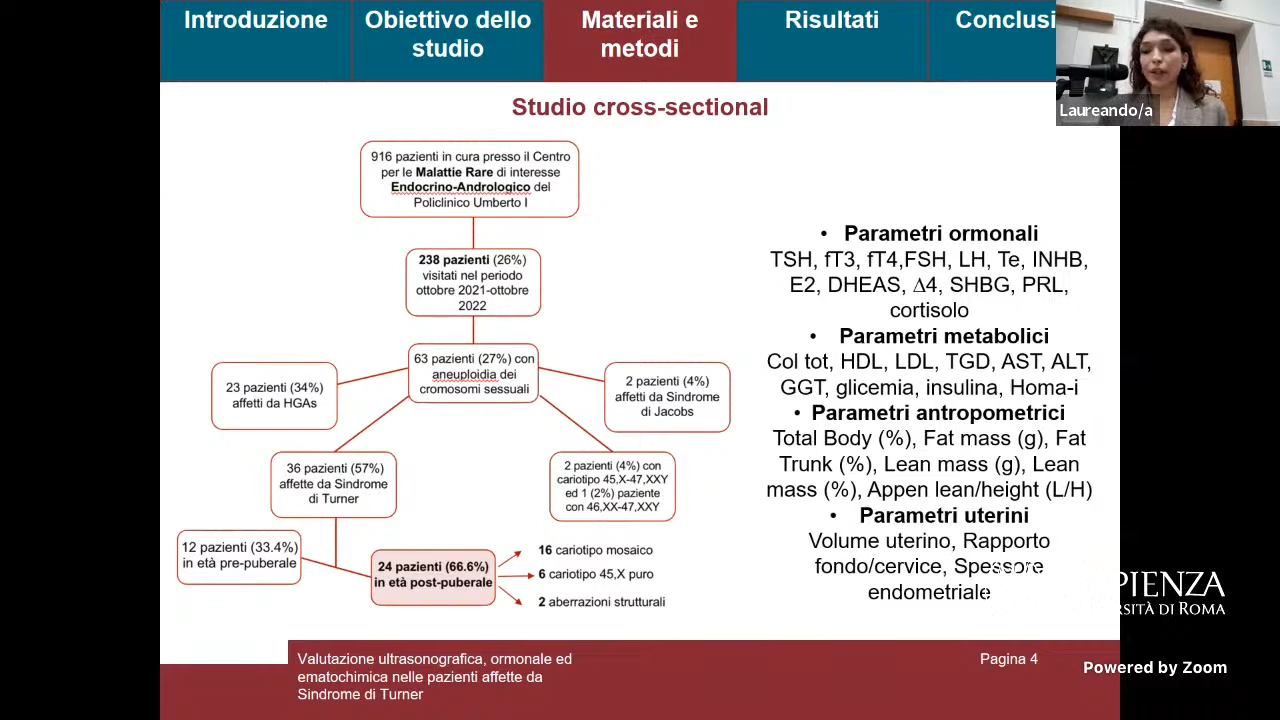 Introduzione
Obiettivo dello
studio
Materiali e
metodi
Risultati
Conclusi
Laureando/a
Studio cross-sectional
916 pazienti in cura presso il Centro
per le Malattie Rare di interesse
Endocrino-Andrologico del
Policlinico Umberto I
238 pazienti (26%)
visitati nel periodo
ottobre 2021-ottobre
2022
63 pazienti (27%) con
aneuploidia dei
cromosomi sessuali
23 pazienti (34%)
affetti da HGAs
2 pazienti (4%)
affetti da Sindrome
di Jacobs
36 pazienti (57%)
affette da Sindrome
di Turner
2 pazienti (4%) con
cariotipo 45,X-47,XXY
ed 1 (2%) paziente
con 46,XX-47,XXY
12 pazienti (33.4%)
in età pre-puberale
24 pazienti (66.6%)
in età post-puberale
16 cariotipo mosaico
6 cariotipo 45,X puro
2 aberrazioni strutturali
• Parametri ormonali
TSH, fT3, fT4,FSH, LH, Te, INHB,
E2, DHEAS, Δ4, SHBG, PRL,
cortisolo
• Parametri metabolici
Col tot, HDL, LDL, TGD, AST, ALT,
GGT, glicemia, insulina, Homa-i
• Parametri antropometrici
Total Body (%), Fat mass (g), Fat
Trunk (%), Lean mass (g), Lean
mass (%), Appen lean/height (L/H)
• Parametri uterini
Volume uterino, Rapporto
fondo/cervice, Spessore
endometriale
PIENZA
RSITÀ DI ROMA
Valutazione ultrasonografica, ormonale ed
ematochimica nelle pazienti affette da
Sindrome di Turner
Pagina 4
Powered by Zoom